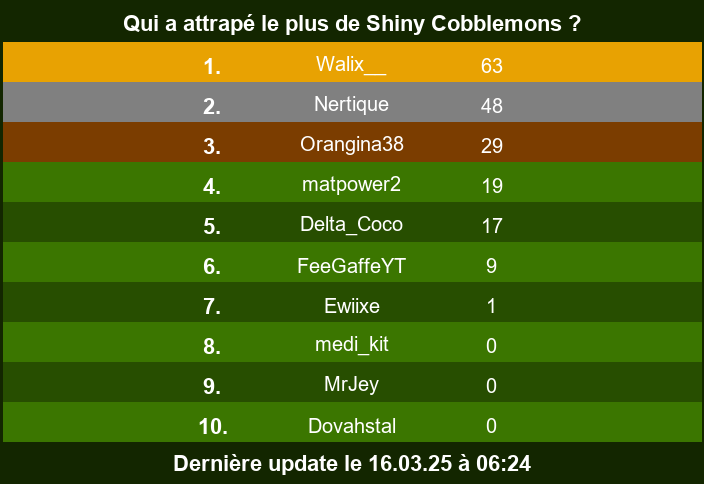 Qui a attrapé le plus de Shiny Cobblemons ?
1. Walix__ 63
2. Nertique 48
3. Orangina38 29
4. matpower2 19
5. Delta_Coco 17
6. FeeGaffeYT 9
7. Ewiixe 1
8. medi_kit 0
9. MrJey 0
10. Dovahstal 0
Dernière update le 16.03.25 à 06:24